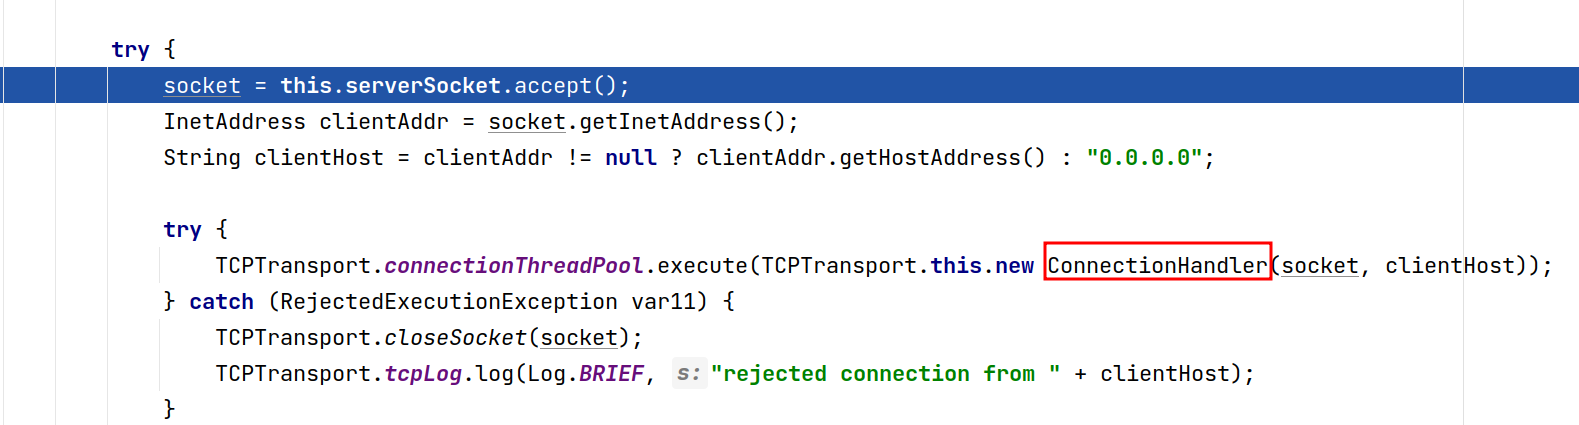 try {
socket = this.serverSocket.accept();
InetAddress clientAddr = socket.getInetAddress();
String clientHost = clientAddr != null ? clientAddr.getHostAddress() : "0.0.0.0";
try {
TCPTransport.connectionThreadPool.execute(TCPTransport.this.new ConnectionHandler(socket, clientHost));
} catch (RejectedExecutionException var11) {
TCPTransport.closeSocket(socket);
TCPTransport.tcpLog.log(Log.BRIEF, s: "rejected connection from " + clientHost);
}